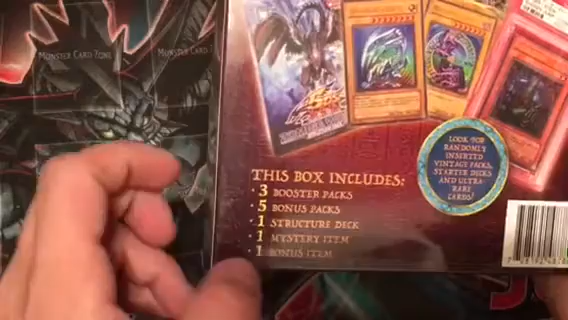 MONSTER CARD ZONE
MONSTER CARD Z
THIS BOX INCLUDES:
· 3 BOOSTER PACKS
· 5 BONUS PACKS
· 1 STRUCTURE DECK
· 1 MYSTERY ITEM
· 1 BONUS ITEM
LOOK FOR
RANDOMLY
INSERTED
VINTAGE PACKS,
STARTER DECKS
AND ULTRA-
RARE
CARDS!